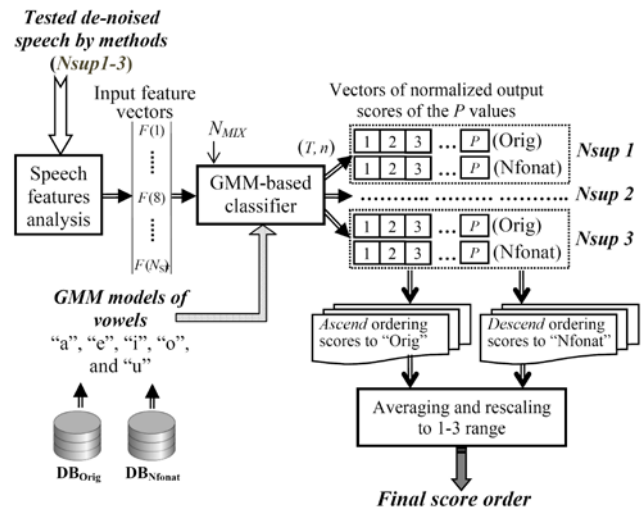 Tested de-noised
speech by methods
(Nsup1-3)
Input feature
vectors
F(1)
F(8)
F(NS)
Speech
features
analysis
NMIX
GMM-based
classifier
(T, n)
Vectors of normalized output
scores of the P values
1 2 3 ... P (Orig)
1 2 3 ... P (Nfonat)
Nsup 1
Nsup 2
1 2 3 ... P (Orig)
1 2 3 ... P (Nfonat)
Nsup 3
GMM models of
vowels
“a”, “e”, “i”, “o”,
and “u”
DBOrig
DBNfonat
Ascend ordering
scores to “Orig”
Descend ordering
scores to “Nfonat”
Averaging and rescaling
to 1-3 range
Final score order